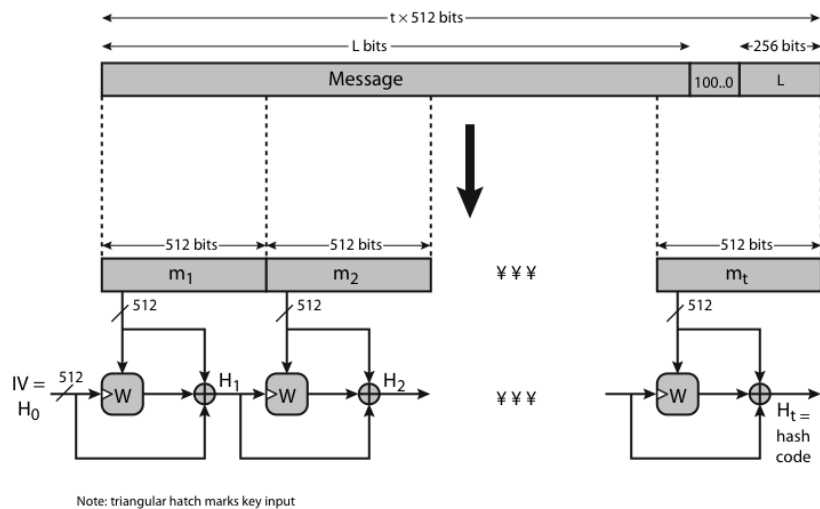 t × 512 bits
L bits
256 bits
Message
100..0
L
512 bits
512 bits
512 bits
m1
m2
¥ ¥ ¥
mt
512
512
512
IV =
H0
512
W
H1
W
H2
¥ ¥ ¥
W
Ht =
hash
code
Note: triangular hatch marks key input